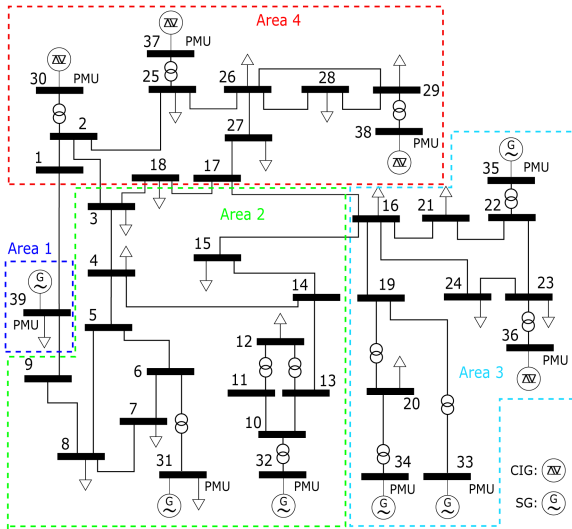 Area 4
37
PMU
30
PMU
25
26
28
29
2
27
38
PMU
1
18
17
G
35
PMU
3
Area 2
16
21
22
Area 1
15
G
39
PMU
4
14
19
24
23
5
36
PMU
9
12
6
11
13
20
Area 3
7
10
8
31
PMU
32
PMU
34
PMU
33
PMU
CIG:
G
G
G
G
SG:
G